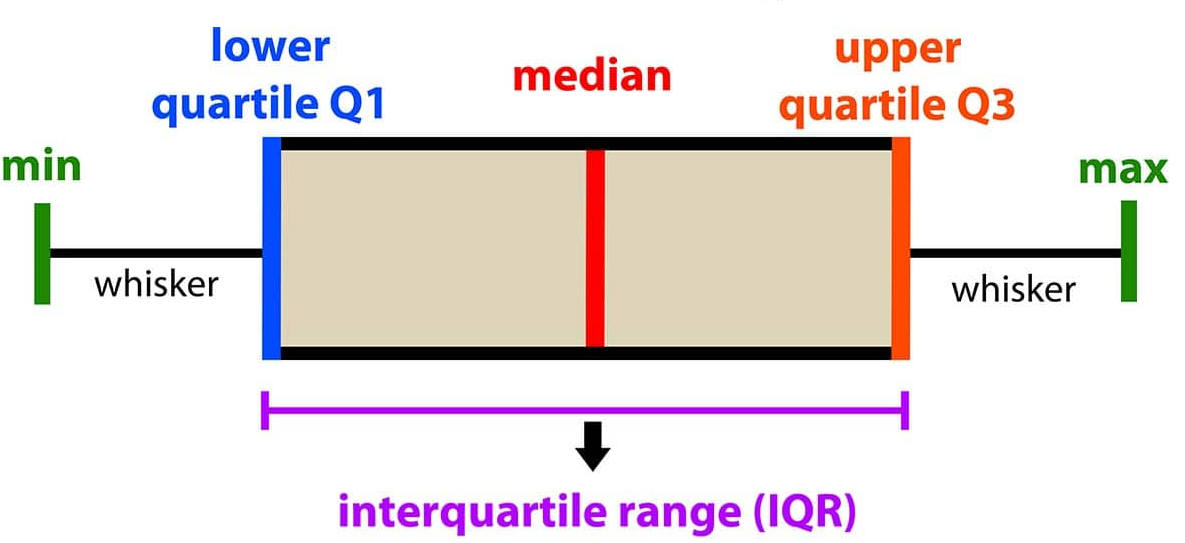 lower
quartile Q1
median
upper
quartile Q3
min
max
whisker
whisker
interquartile range (IQR)